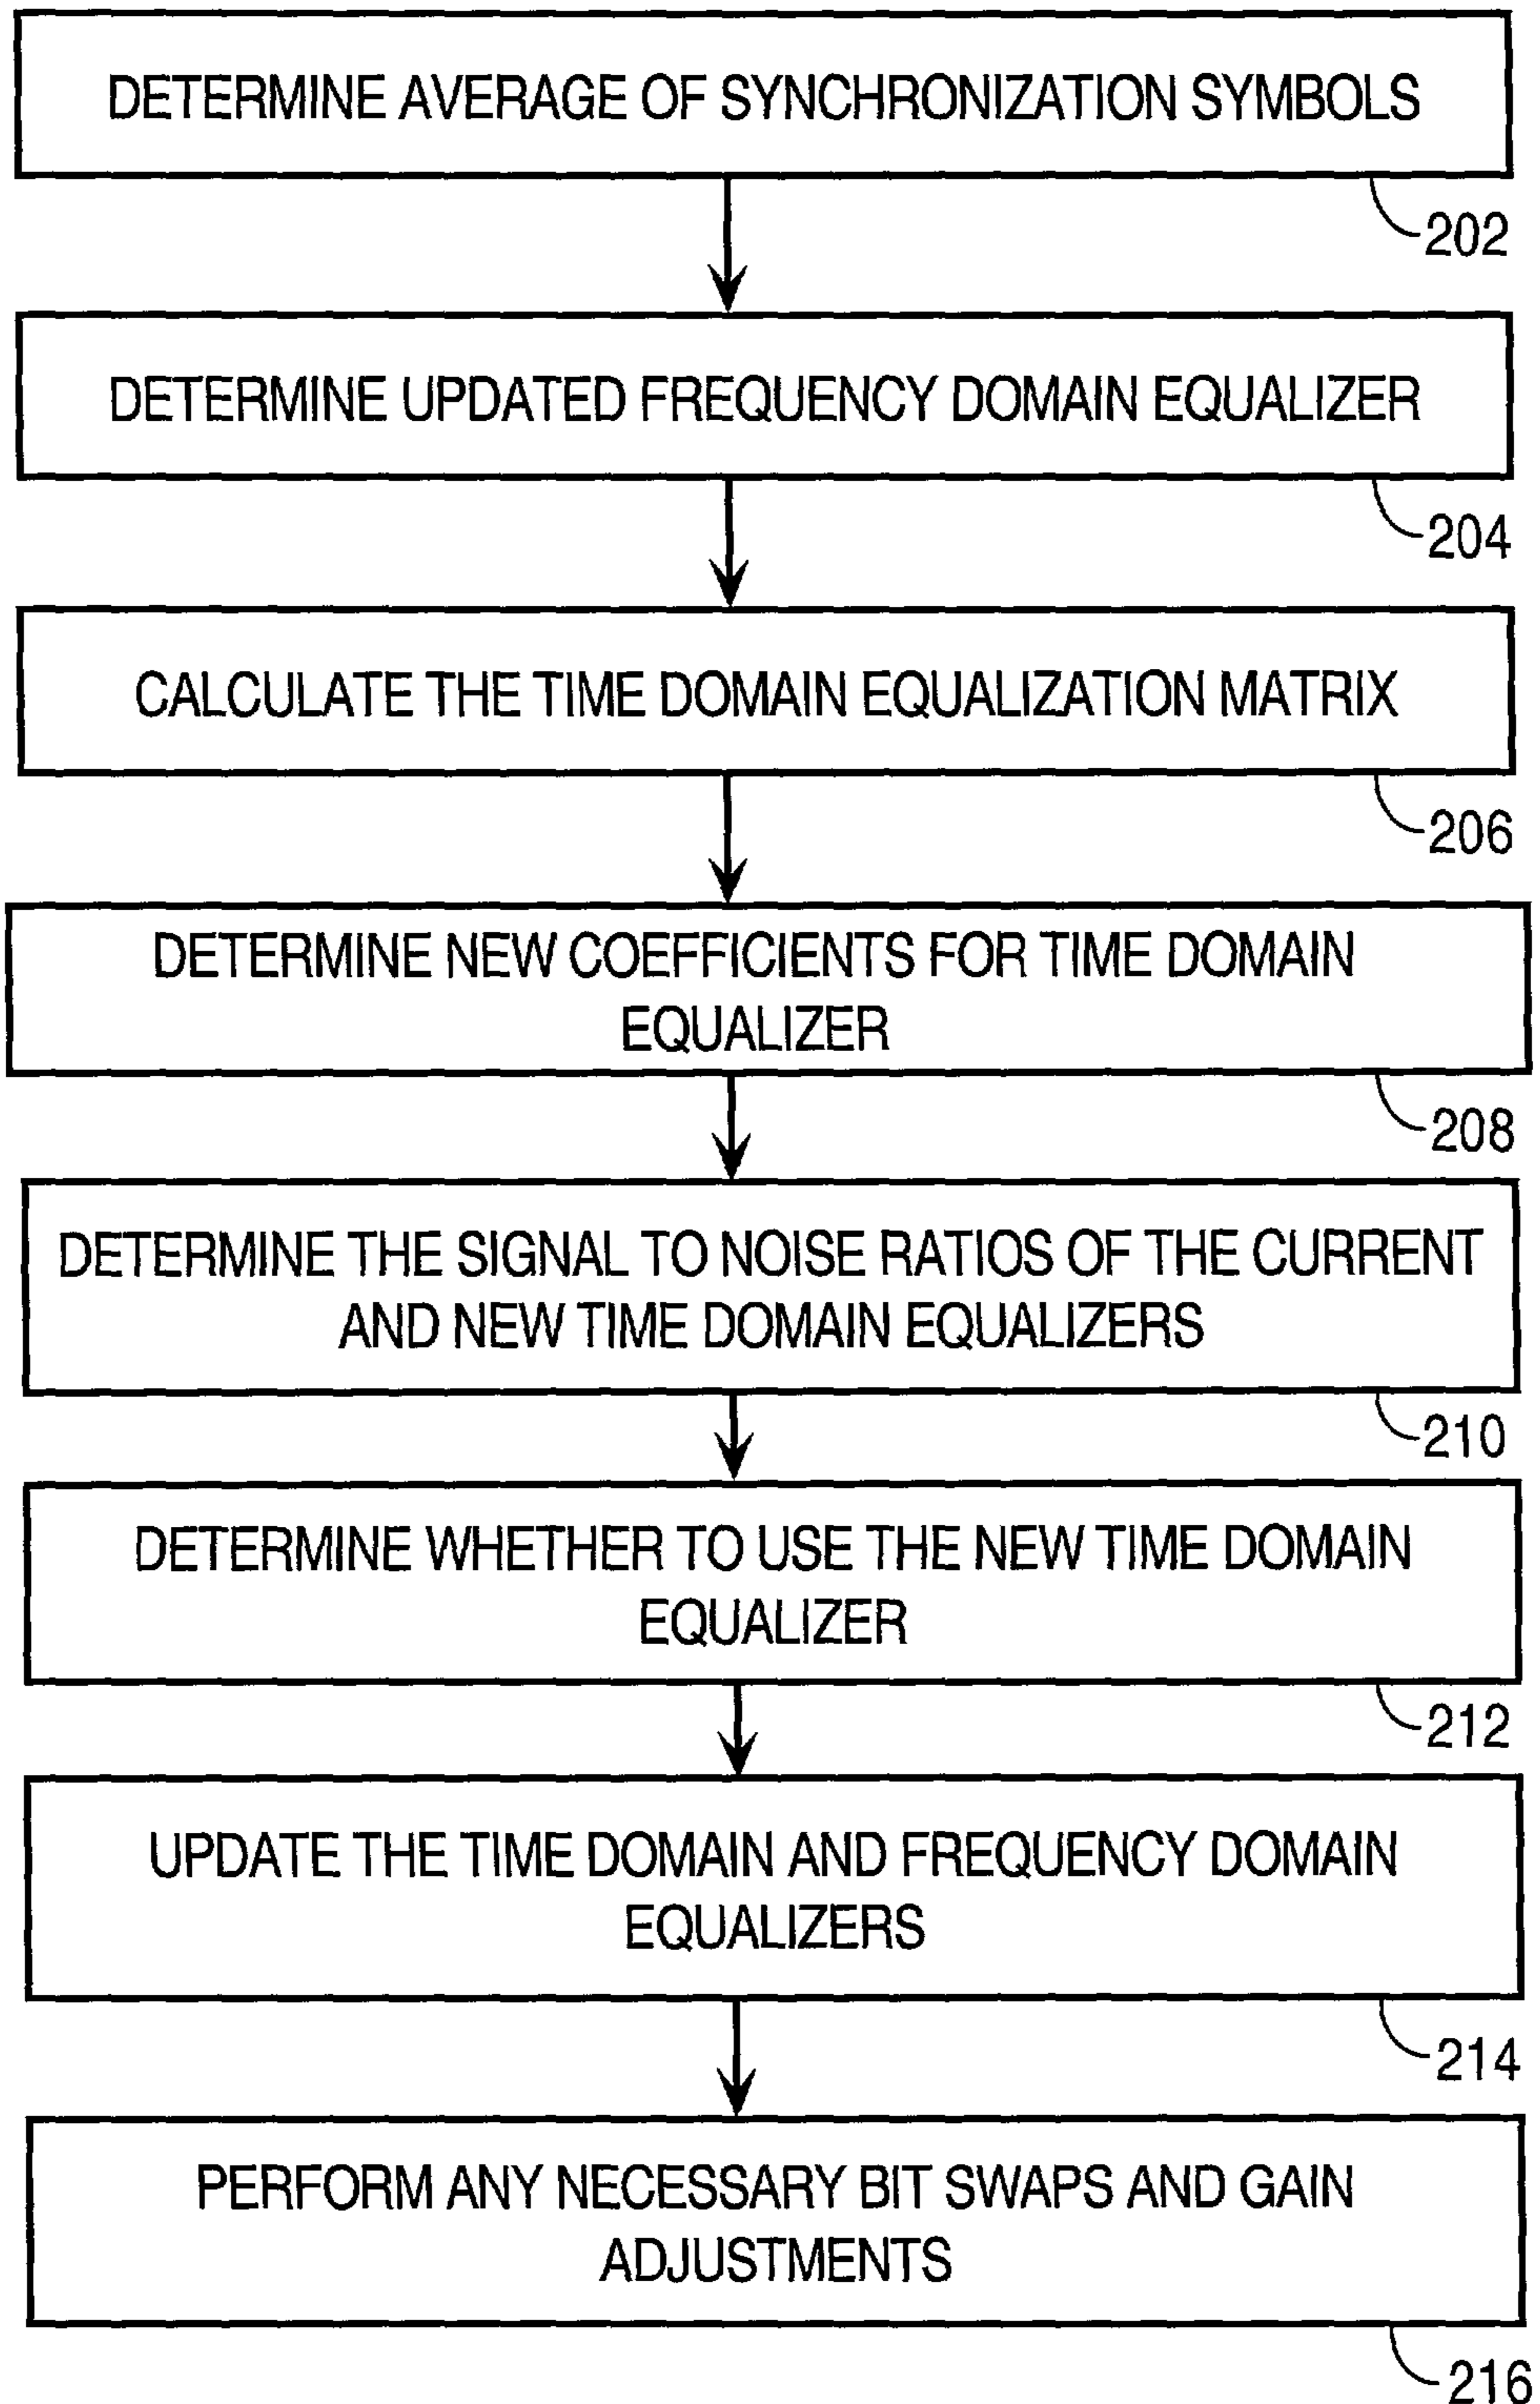 DETERMINE AVERAGE OF SYNCHRONIZATION SYMBOLS
202
DETERMINE UPDATED FREQUENCY DOMAIN EQUALIZER
204
CALCULATE THE TIME DOMAIN EQUALIZATION MATRIX
206
DETERMINE NEW COEFFICIENTS FOR TIME DOMAIN
EQUALIZER
208
DETERMINE THE SIGNAL TO NOISE RATIOS OF THE CURRENT
AND NEW TIME DOMAIN EQUALIZERS
210
DETERMINE WHETHER TO USE THE NEW TIME DOMAIN
EQUALIZER
212
UPDATE THE TIME DOMAIN AND FREQUENCY DOMAIN
EQUALIZERS
214
PERFORM ANY NECESSARY BIT SWAPS AND GAIN
ADJUSTMENTS
216